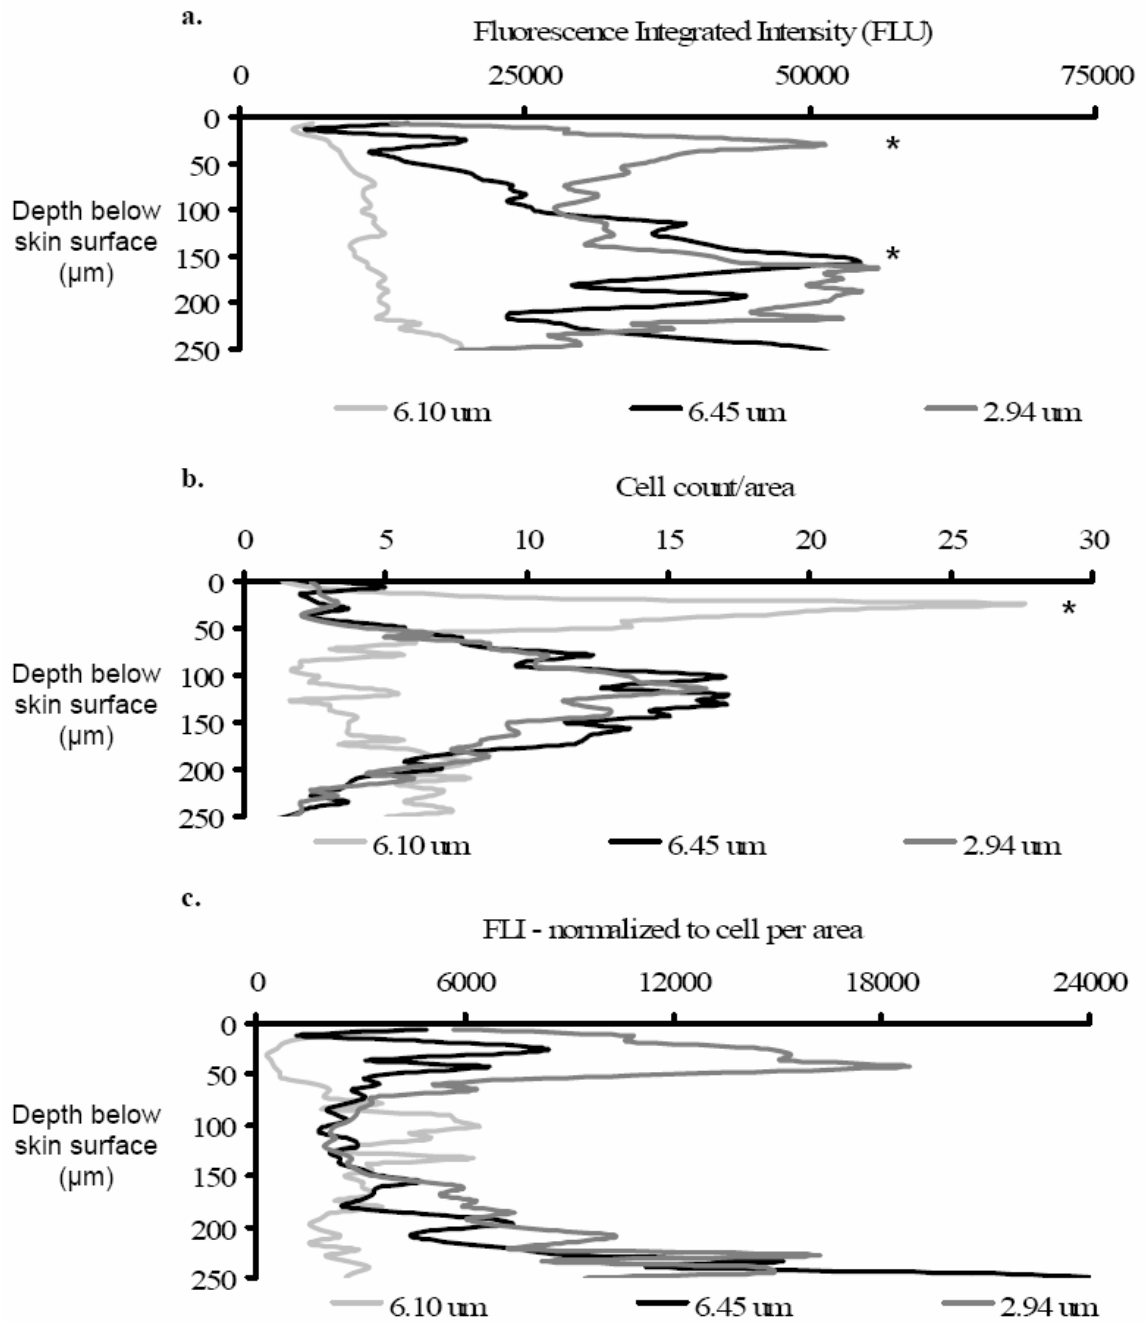 a.
Fluorescence Integrated Intensity (FLU)
0 25000 50000 75000
0
50
100
150
200
250
Depth below
skin surface
(µm)
*
*
6.10 um 6.45 um 2.94 um
b.
Cell count/area
0 5 10 15 20 25 30
0
50
100
150
200
250
Depth below
skin surface
(µm)
*
6.10 um 6.45 um 2.94 um
c.
FLI - normalized to cell per area
0 6000 12000 18000 24000
0
50
100
150
200
250
Depth below
skin surface
(µm)
6.10 um 6.45 um 2.94 um